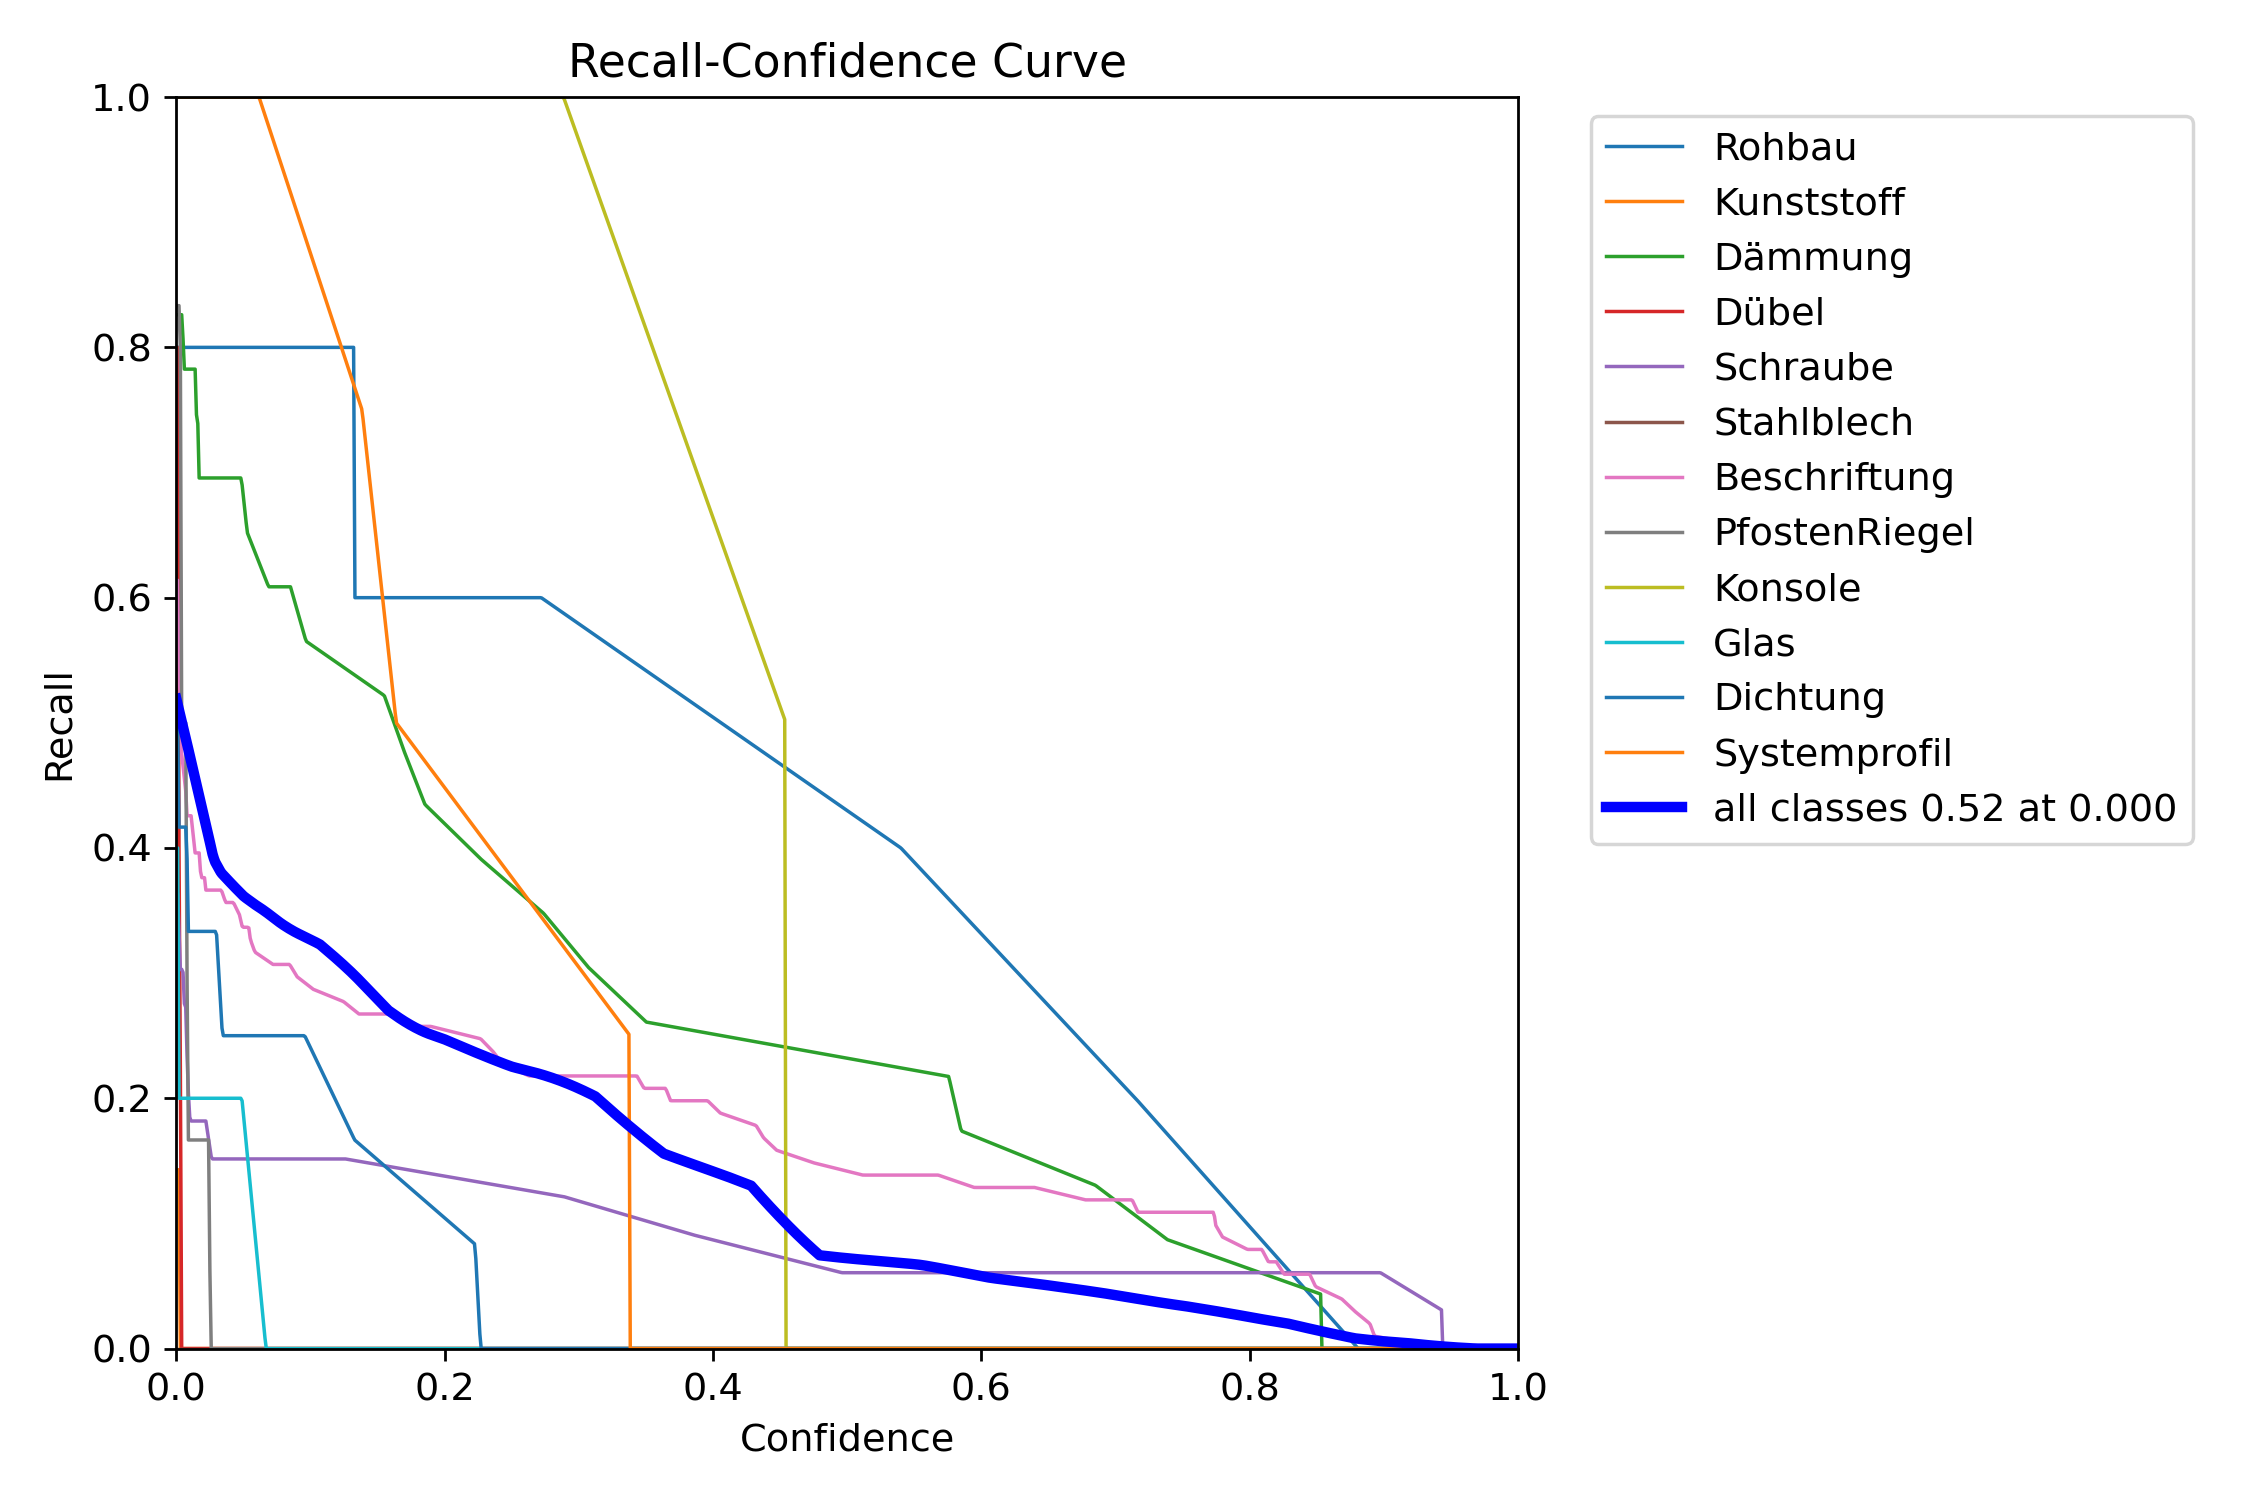 Recall-Confidence Curve
1.0
0.8
0.6
0.4
0.2
0.0
Recall
0.0 0.2 0.4 0.6 0.8 1.0
Confidence
Rohbau
Kunststoff
Dämmung
Dübel
Schraube
Stahlblech
Beschriftung
PfostenRiegel
Konsole
Glas
Dichtung
Systemprofil
all classes 0.52 at 0.000